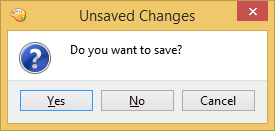 Unsaved Changes
Do you want to save?
Yes No Cancel